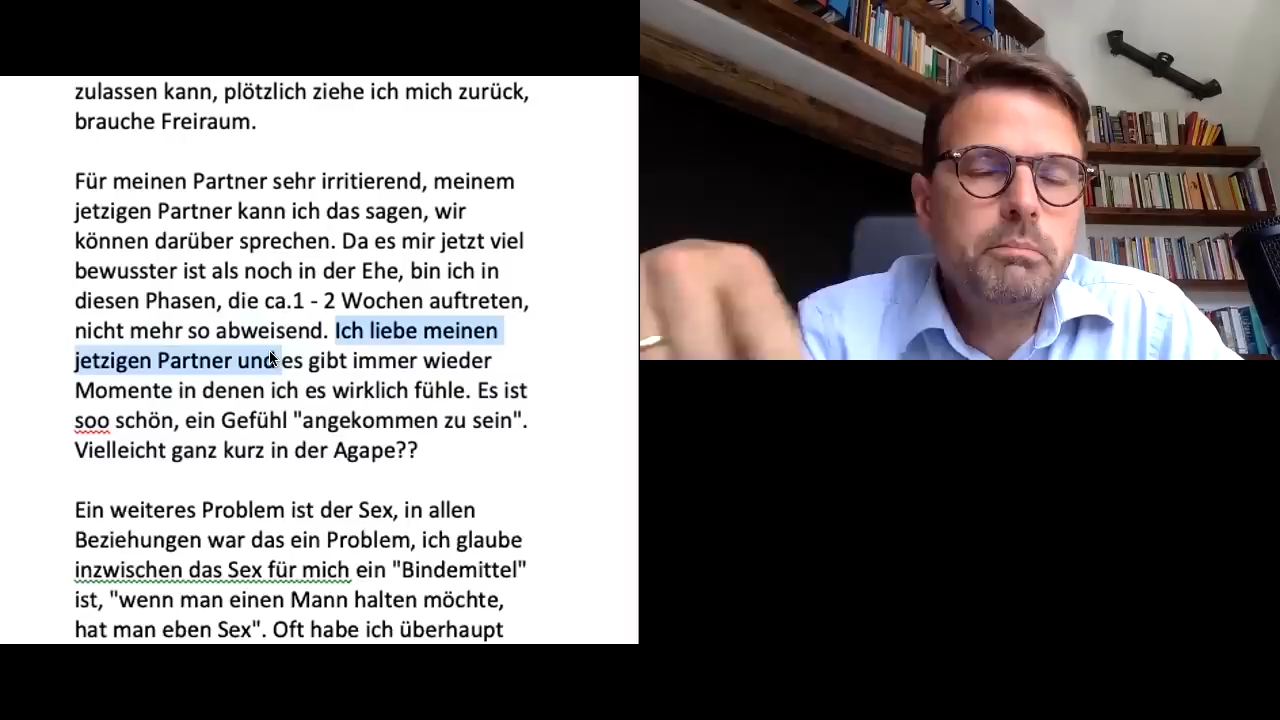 zulassen kann, plötzlich ziehe ich mich zurück,
brauche Freiraum.
Für meinen Partner sehr irritierend, meinem
jetzigen Partner kann ich das sagen, wir
können darüber sprechen. Da es mir jetzt viel
bewusster ist als noch in der Ehe, bin ich in
diesen Phasen, die ca.1 - 2 Wochen auftreten,
nicht mehr so abweisend. Ich liebe meinen
jetzigen Partner und es gibt immer wieder
Momente in denen ich es wirklich fühle. Es ist
soo schön, ein Gefühl "angekommen zu sein".
Vielleicht ganz kurz in der Agape??
Ein weiteres Problem ist der Sex, in allen
Beziehungen war das ein Problem, ich glaube
inzwischen das Sex für mich ein "Bindemittel"
ist, "wenn man einen Mann halten möchte,
hat man eben Sex". Oft habe ich überhaupt